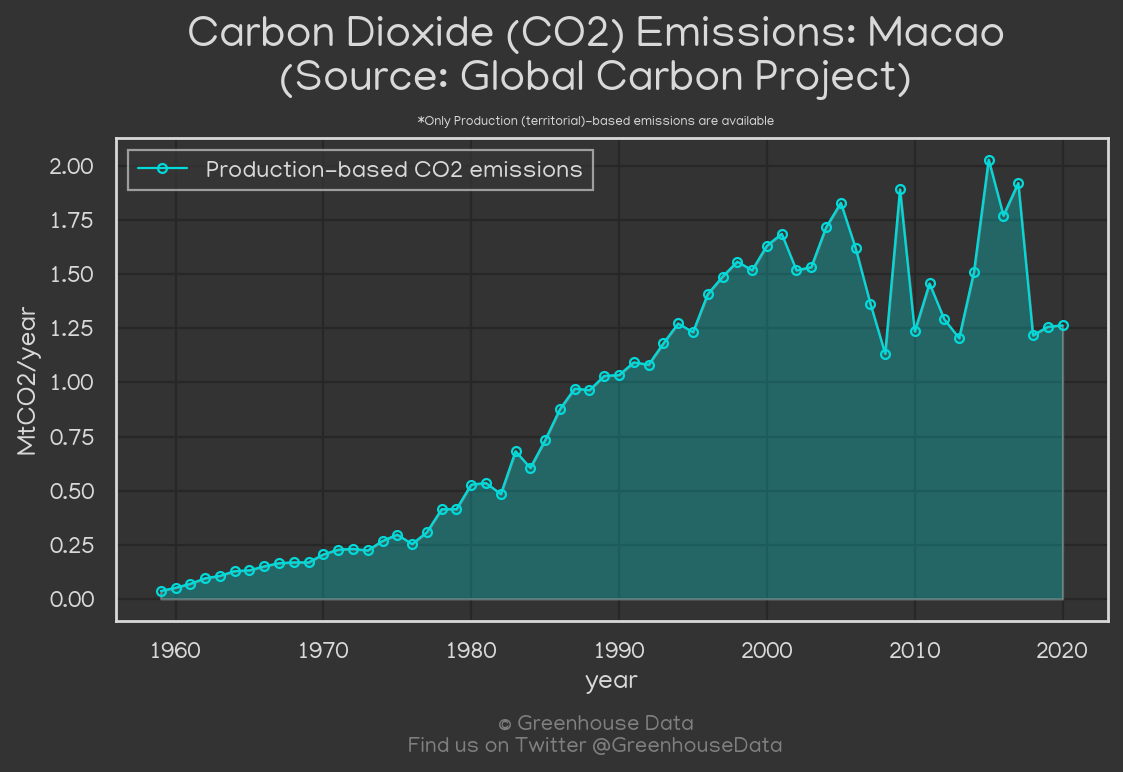 Carbon Dioxide (CO2) Emissions: Macao
(Source: Global Carbon Project)
*Only Production (territorial)-based emissions are available
Production-based CO2 emissions
2.00
1.75
1.50
1.25
1.00
0.75
0.50
0.25
0.00
MtCO2/year
1960 1970 1980 1990 2000 2010 2020
year
© Greenhouse Data
Find us on Twitter @GreenhouseData